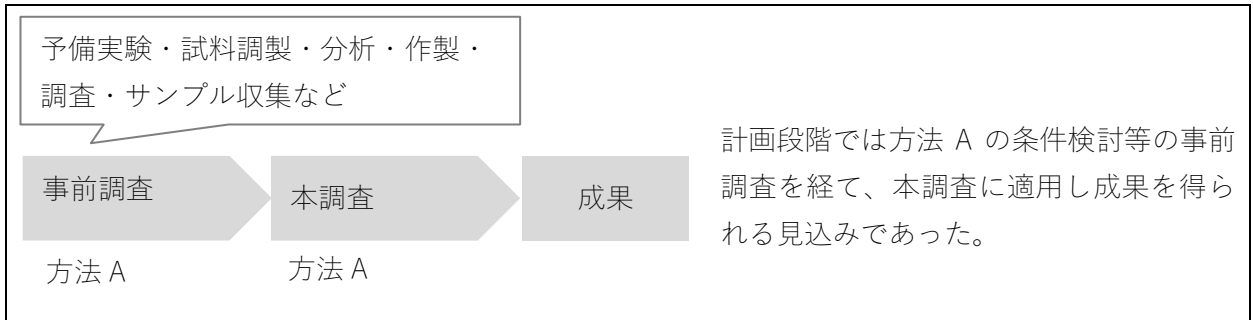 予備実験・試料調製・分析・作製・
調査・サンプル収集など
事前調査
本調査
成果
方法 A
方法 A
計画段階では方法 A の条件検討等の事前
調査を経て、本調査に適用し成果を得ら
れる見込みであった。